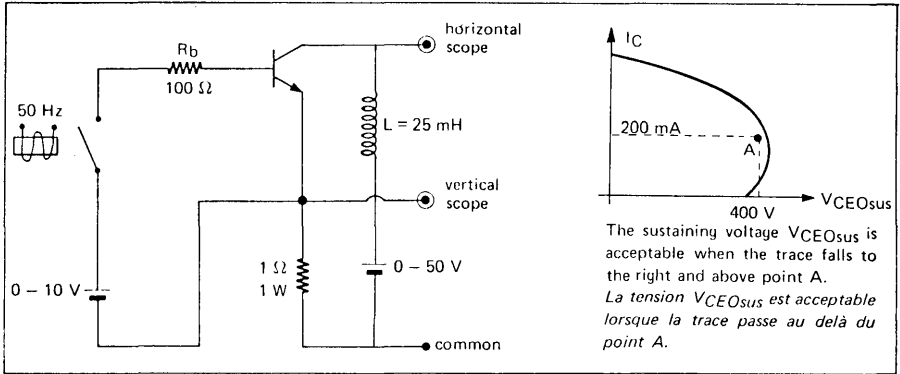 horizontal
scope
Rb
100 Ω
50 Hz
L = 25 mH
vertical
scope
1 Ω
1 W
0 – 50 V
0 – 10 V
common
IC
200 mA
A
400 V
VCEOsus
The sustaining voltage VCEOsus is
acceptable when the trace falls to
the right and above point A.
La tension VCEOsus est acceptable
lorsque la trace passe au delà du
point A.